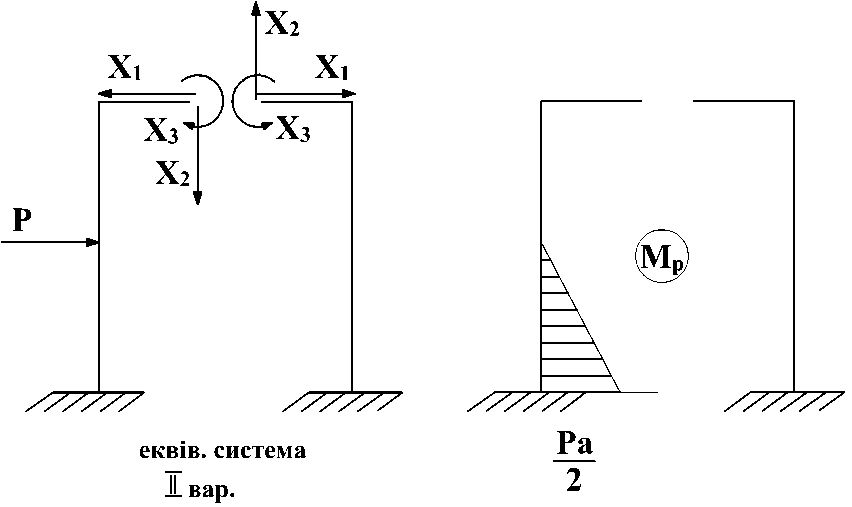 X₂
X₁ X₁
X₃ X₃
X₂
P
Mₚ
еквів. система
II вар.
Pa
2